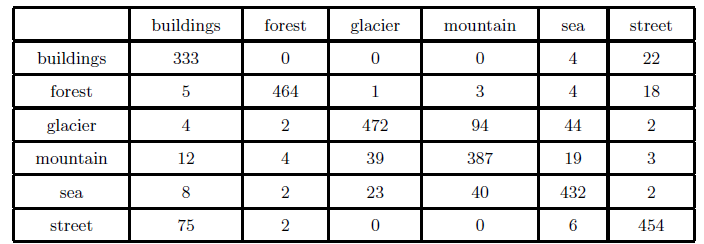 buildings forest glacier mountain sea street
buildings 333 0 0 0 4 22
forest 5 464 1 3 4 18
glacier 4 2 472 94 44 2
mountain 12 4 39 387 19 3
sea 8 2 23 40 432 2
street 75 2 0 0 6 454